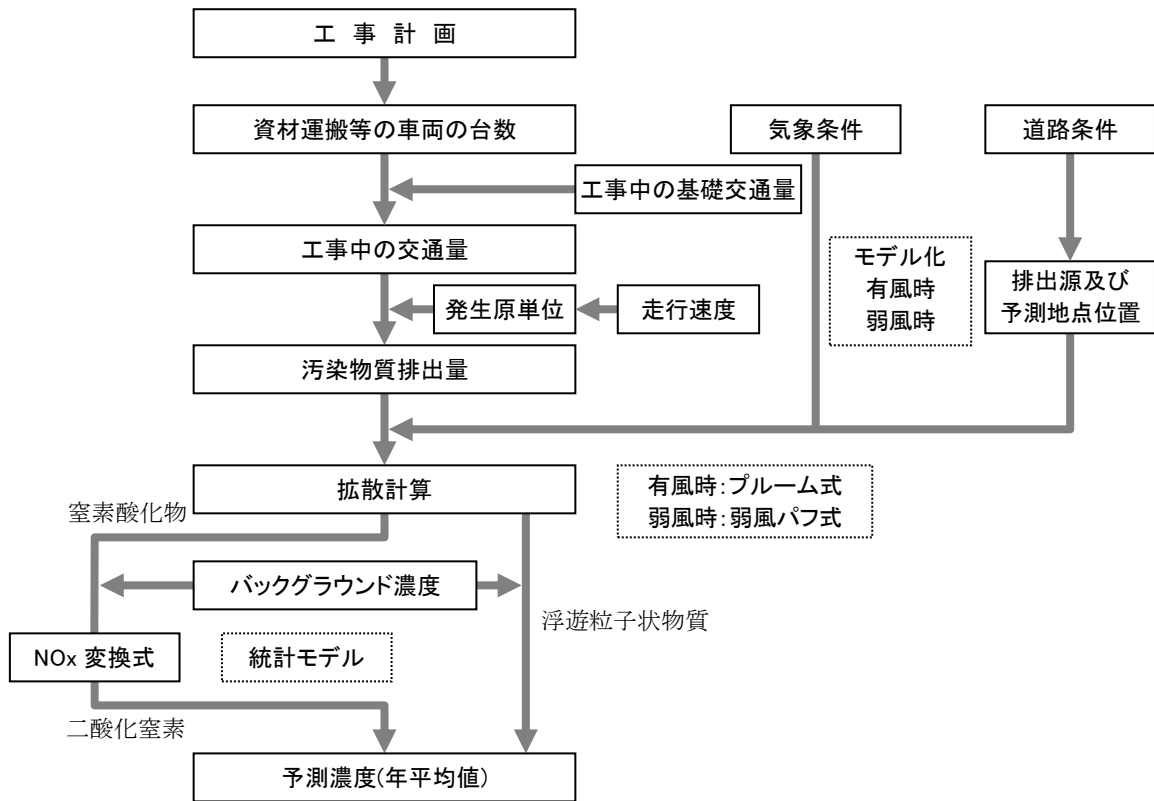 工 事 計 画
資材運搬等の車両の台数
気象条件
道路条件
工事中の基礎交通量
工事中の交通量
モデル化
有風時
弱風時
排出源及び
予測地点位置
発生原単位
走行速度
汚染物質排出量
拡散計算
有風時：プルーム式
弱風時：弱風パフ式
窒素酸化物
バックグラウンド濃度
浮遊粒子状物質
NOx 変換式
統計モデル
二酸化窒素
予測濃度(年平均値)